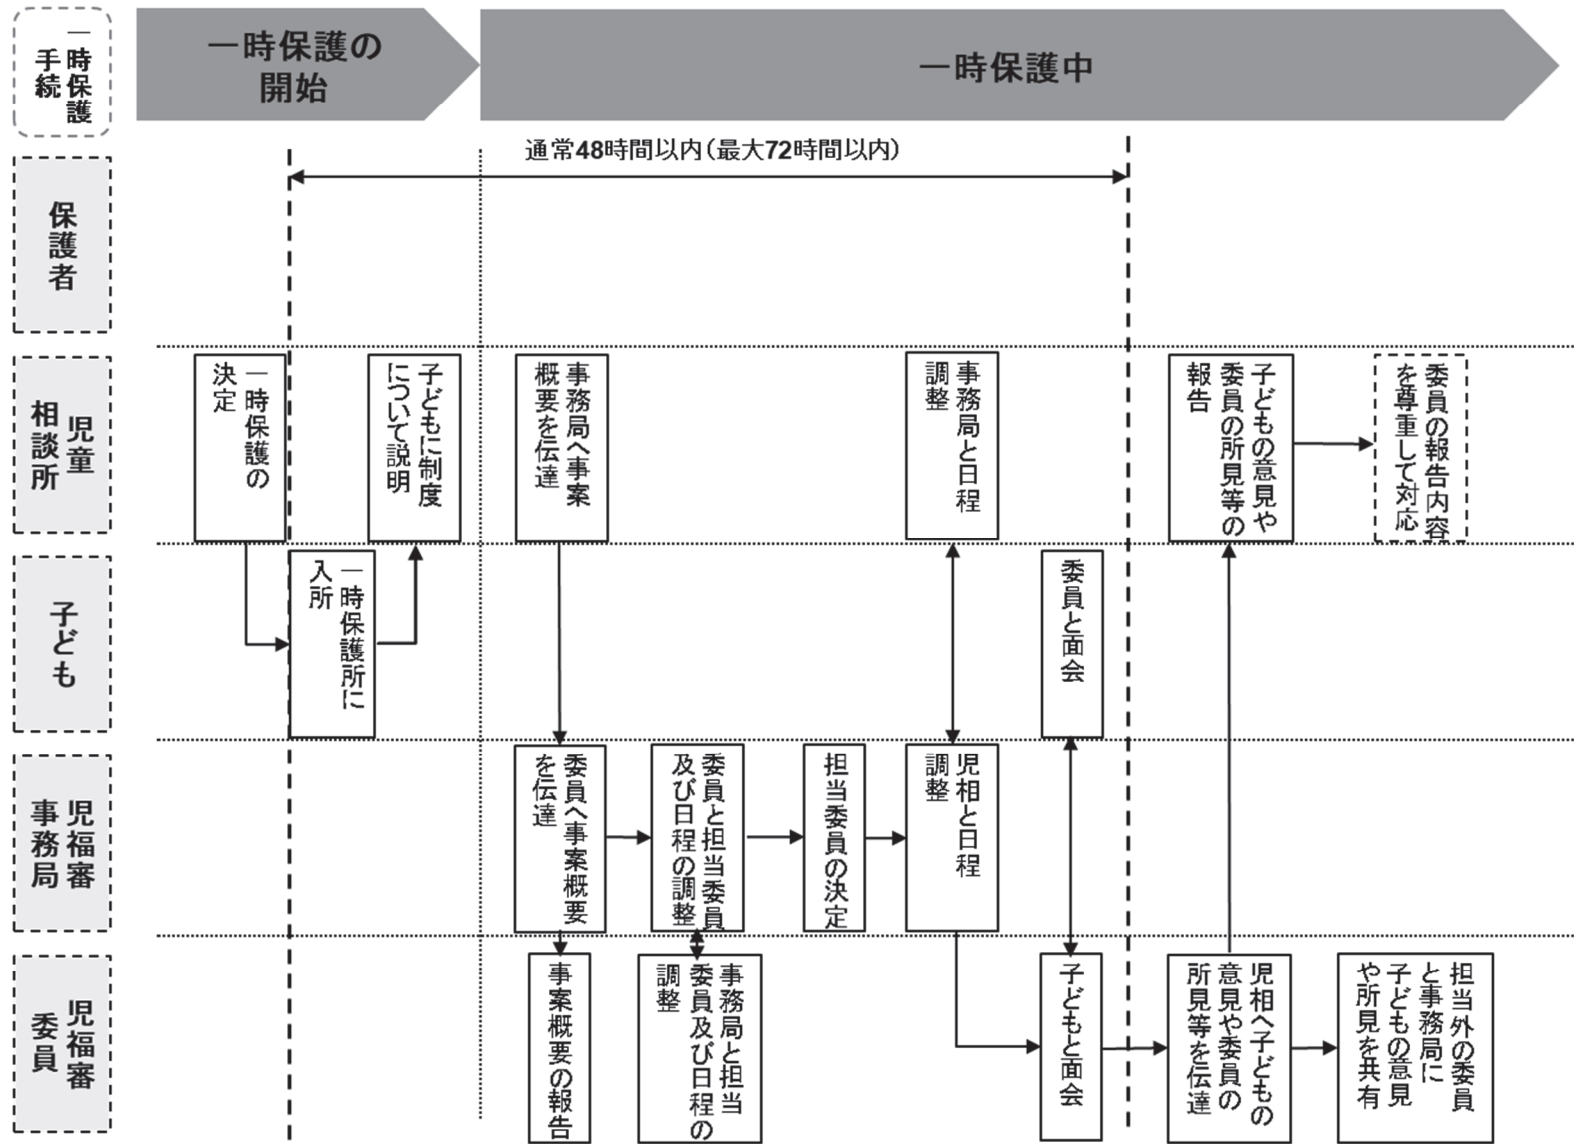 一時保護
手続
一時保護の
開始
一時保護中
通常48時間以内（最大72時間以内）
保護者
児童
相談所
一時保護の
決定
子どもに制度
について説明
事務局へ事案
概要を伝達
事務局と日程
調整
子どもの意見や
委員の所見等の
報告
委員の報告内容
を尊重して対応
子ども
一時保護所に
入所
委員と面会
児福審
事務局
委員へ事案概要
を伝達
委員と担当委員
及び日程の調整
担当委員の決定
児相と日程
調整
児福審
委員
事案概要の報告
事務局と担当
委員及び日程の
調整
子どもと面会
児相へ子どもの
意見や委員の
所見等を伝達
担当外の委員
と事務局に
子どもの意見
や所見を共有